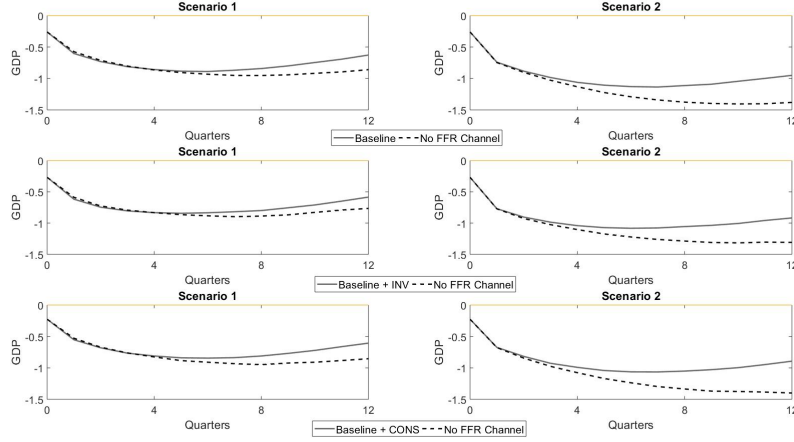 Scenario 1
Scenario 2
0
-0.5
-1
-1.5
GDP
0 4 8 12
Quarters
0
-0.5
-1
-1.5
GDP
0 4 8 12
Quarters
Baseline No FFR Channel
Scenario 1
Scenario 2
0
-0.5
-1
-1.5
GDP
0 4 8 12
Quarters
0
-0.5
-1
-1.5
GDP
0 4 8 12
Quarters
Baseline + INV No FFR Channel
Scenario 1
Scenario 2
0
-0.5
-1
-1.5
GDP
0 4 8 12
Quarters
0
-0.5
-1
-1.5
GDP
0 4 8 12
Quarters
Baseline + CONS No FFR Channel